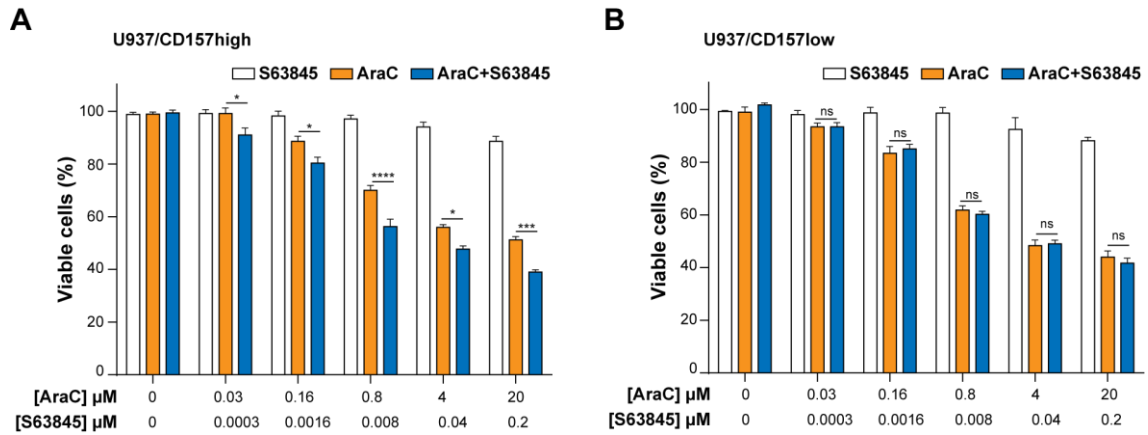 A
U937/CD157high
S63845 AraC AraC+S63845
Viable cells (%)
100
80
60
40
20
0
*
*
****
*
***
[AraC] µM 0 0.03 0.16 0.8 4 20
[S63845] µM 0 0.0003 0.0016 0.008 0.04 0.2
B
U937/CD157low
S63845 AraC AraC+S63845
Viable cells (%)
100
80
60
40
20
0
ns
ns
ns
ns
ns
[AraC] µM 0 0.03 0.16 0.8 4 20
[S63845] µM 0 0.0003 0.0016 0.008 0.04 0.2